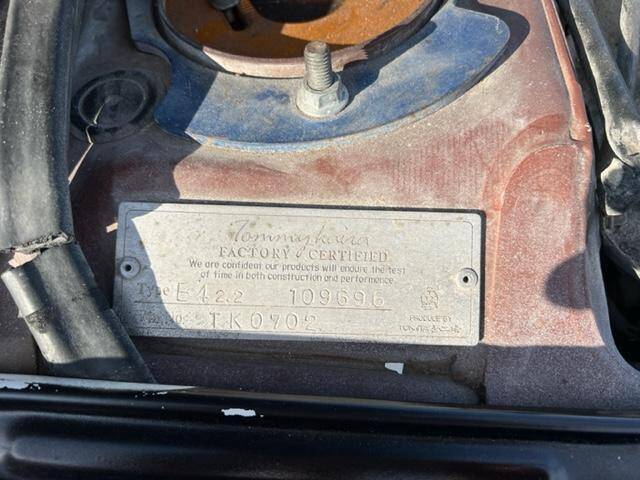 Tommykaira
FACTORY CERTIFIED
We are confident our products will endure the test
of time in both construction and performance
Type E4 2.2 109696
TK0702
PRODUCE BY